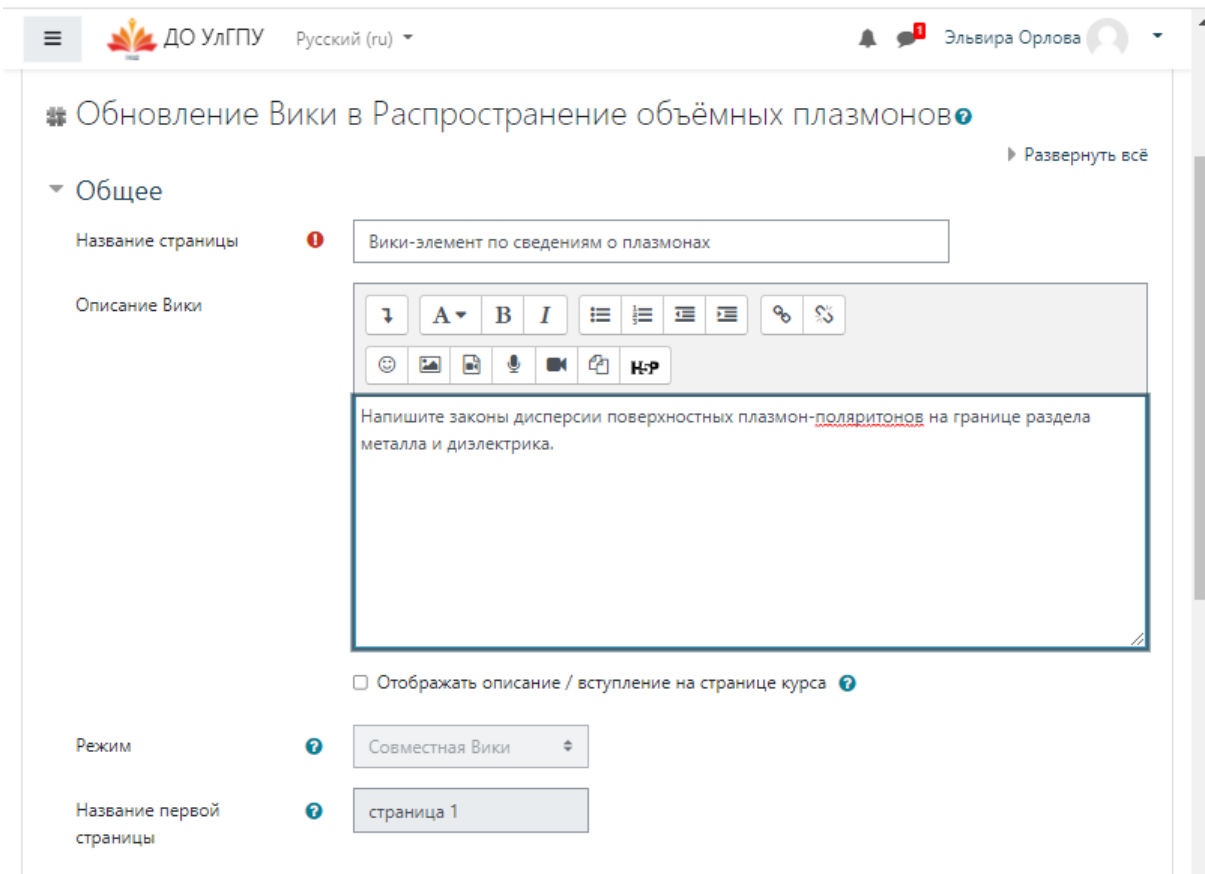 ДО УлГПУ Русский (ru) 1 Эльвира Орлова
Обновление Вики в Распространение объёмных плазмонов
Развернуть всё
Общее
Название страницы Вики-элемент по сведениям о плазмонах
Описание Вики
A B I
H5P
Напишите законы дисперсии поверхностных плазмон-поляритонов на границе раздела
металла и диэлектрика.
Отображать описание / вступление на странице курса
Режим Совместная Вики
Название первой страница 1
страницы